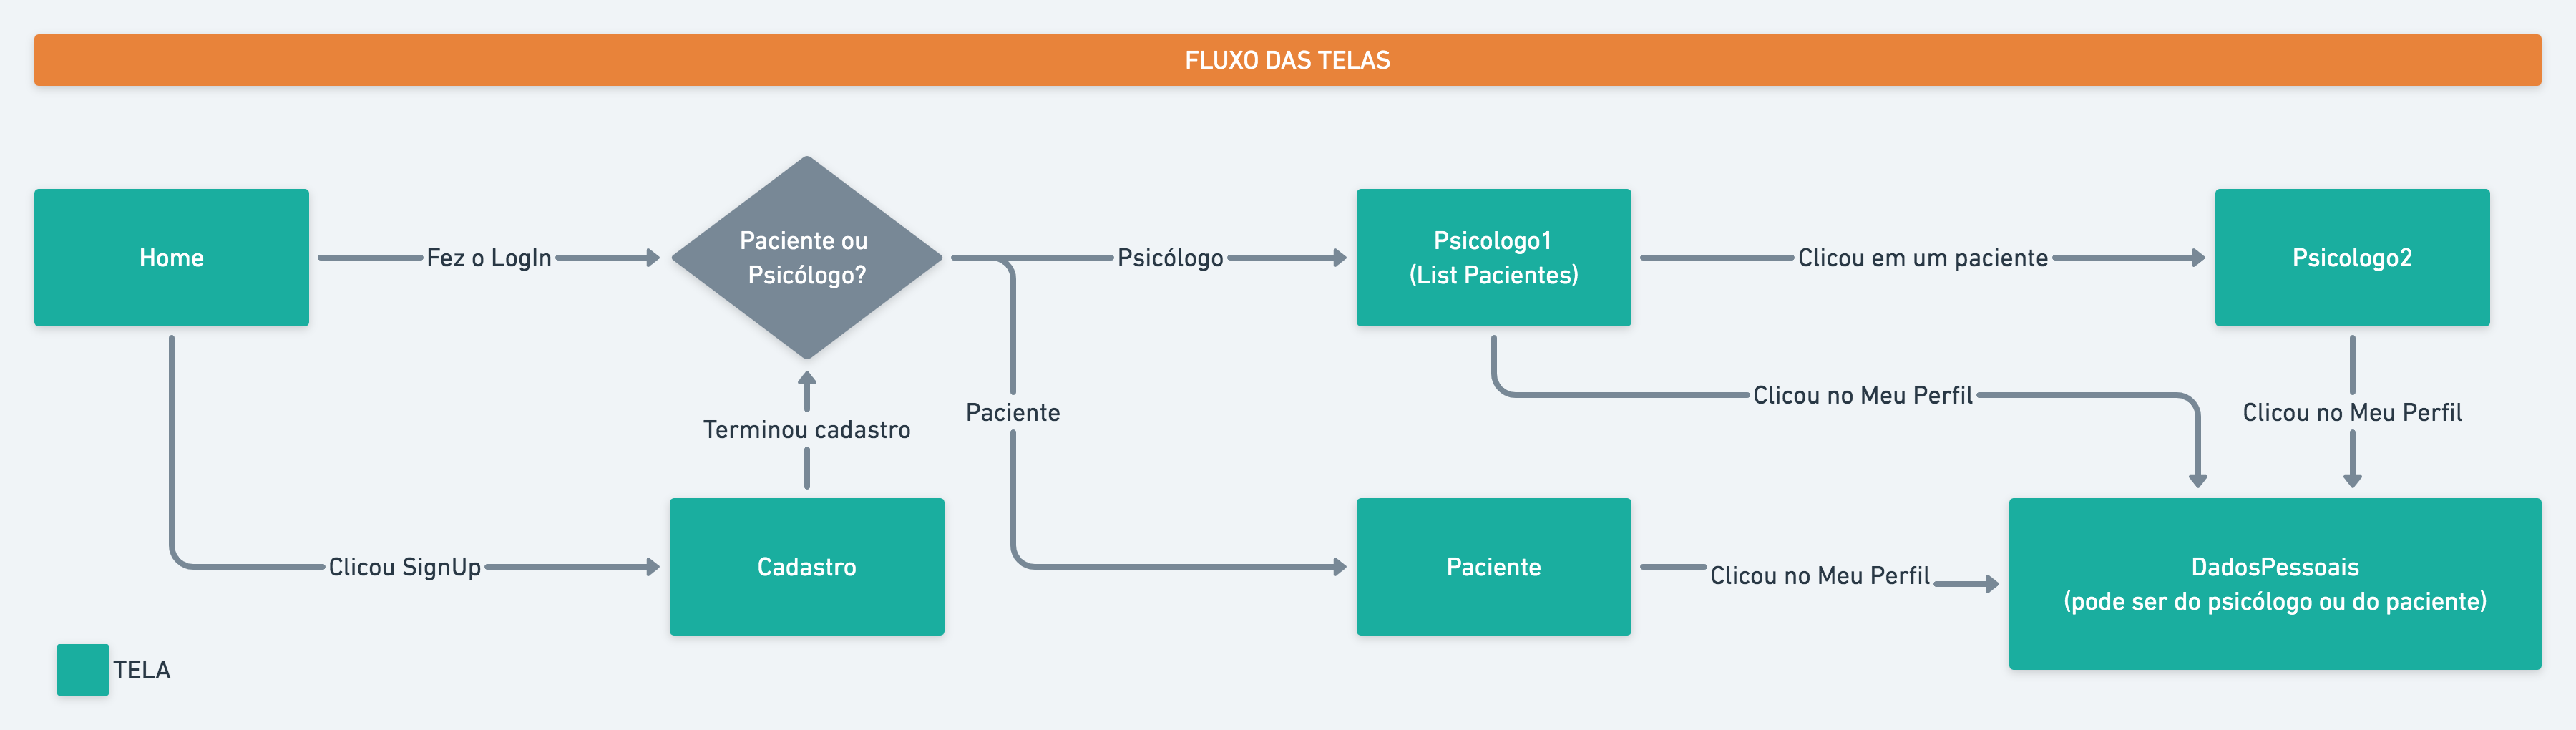 FLUXO DAS TELAS
Home
Fez o LogIn
Paciente ou
Psicólogo?
Psicólogo
Psicologo1
(List Pacientes)
Clicou em um paciente
Psicologo2
Clicou no Meu Perfil
Clicou no Meu Perfil
Paciente
Terminou cadastro
Clicou SignUp
Cadastro
Paciente
Clicou no Meu Perfil
DadosPessoais
(pode ser do psicólogo ou do paciente)
TELA